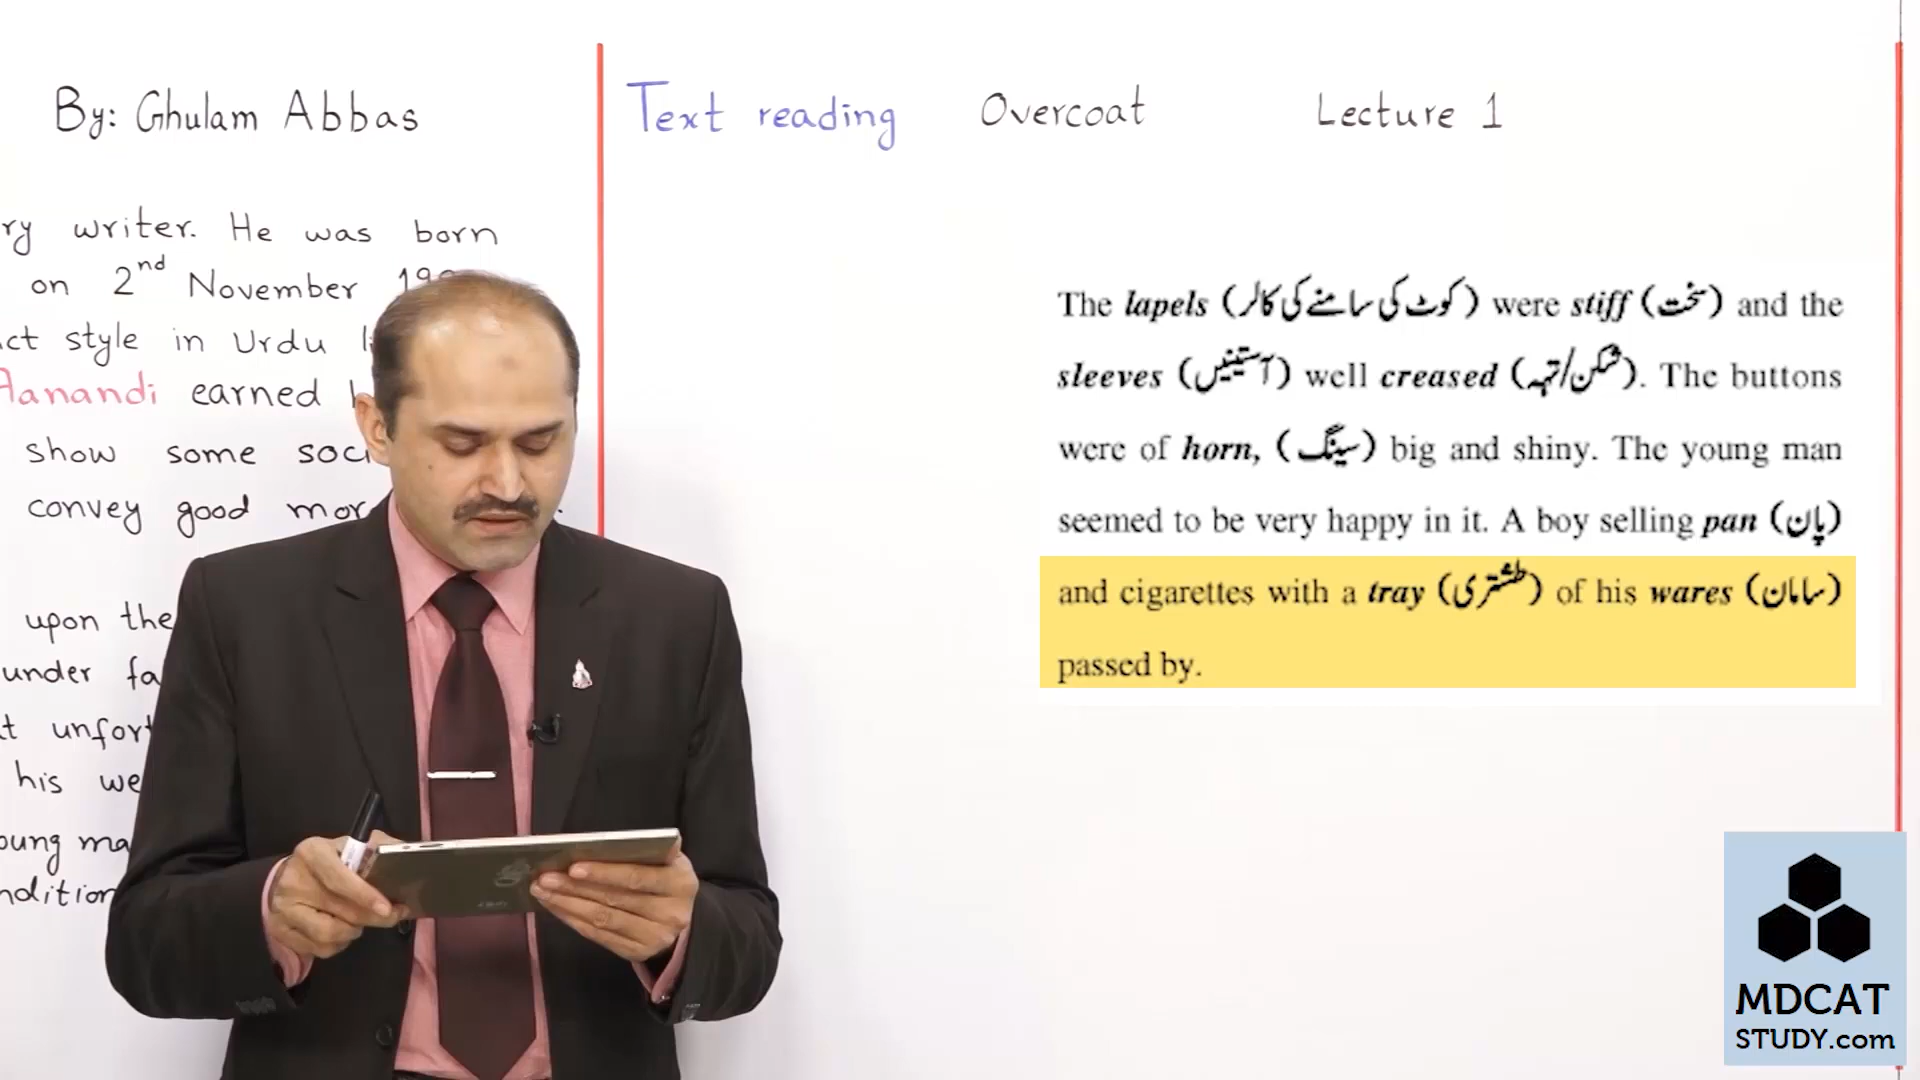 By: Ghulam Abbas
Text reading Overcoat Lecture 1
ry writer. He was born
on 2nd November 19
ct style in Urdu
Aanandi earned
show some soci
convey good mor
upon the
under fa
t unfort
his we
oung ma
ndition
The lapels (کوٹ کی سامنے کی کالر) were stiff (سخت) and the
sleeves (آستینیں) well creased (شکن/تہہ). The buttons
were of horn, (سینگ) big and shiny. The young man
seemed to be very happy in it. A boy selling pan (پان)
and cigarettes with a tray (طشتری) of his wares (سامان)
passed by.
MDCAT
STUDY.com